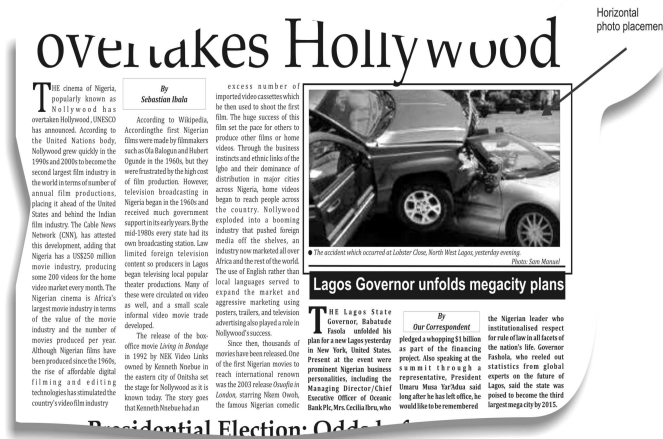 Horizontal
photo placemen
overtakes Hollywood
THE cinema of Nigeria,
popularly known as
Nollywood has
overtaken Hollywood , UNESCO
has announced. According to
the United Nations body,
Nollywood grew quickly in the
1990s and 2000s to become the
second largest film industry in
the world in terms of number of
annual film productions,
placing it ahead of the United
States and behind the Indian
film industry. The Cable News
Network (CNN), has attested
this development, adding that
Nigeria has a US$250 million
movie industry, producing
some 200 videos for the home
video market every month. The
Nigerian cinema is Africa's
largest movie industry in terms
of the value of the movie
industry and the number of
movies produced per year.
Although Nigerian films have
been produced since the 1960s,
the rise of affordable digital
filming and editing
technologies has stimulated the
country's video film industry
By
Sebastian Ibala
According to Wikipedia,
Accordingthe first Nigerian
films were made by filmmakers
such as Ola Balogun and Hubert
Ogunde in the 1960s, but they
were frustrated by the high cost
of film production. However,
television broadcasting in
Nigeria began in the 1960s and
received much government
support in its early years. By the
mid-1980s every state had its
own broadcasting station. Law
limited foreign television
content so producers in Lagos
began televising local popular
theater productions. Many of
these were circulated on video
as well, and a small scale
informal video movie trade
developed.
The release of the box-
office movie Living in Bondage
in 1992 by NEK Video Links
owned by Kenneth Nnebue in
the eastern city of Onitsha set
the stage for Nollywood as it is
known today. The story goes
that Kenneth Nnebue had an
excess number of
imported video cassettes which
he then used to shoot the first
film. The huge success of this
film set the pace for others to
produce other films or home
videos. Through the business
instincts and ethnic links of the
Igbo and their dominance of
distribution in major cities
across Nigeria, home videos
began to reach people across
the country. Nollywood
exploded into a booming
industry that pushed foreign
media off the shelves, an
industry now marketed all over
Africa and the rest of the world.
The use of English rather than
local languages served to
expand the market and
aggressive marketing using
posters, trailers, and television
advertising also played a role in
Nollywood's success.
Since then, thousands of
movies have been released. One
of the first Nigerian movies to
reach international renown
was the 2003 release Osuofia in
London, starring Nkem Owoh,
the famous Nigerian comedic
● The accident which occurred at Lobster Close, North West Lagos, yesterday evening.
Photo: Sam Manuel
Lagos Governor unfolds megacity plans
THE Lagos State
Governor, Babatude
Fasola unfolded his
plan for a new Lagos yesterday
in New York, United States.
Present at the event were
prominent Nigerian business
personalities, including the
Managing Director/Chief
Executive Officer of Oceanic
Bank Plc, Mrs. Cecilia Ibru, who
By
Our Correspondent
pledged a whopping $1 billion
as part of the financing
project. Also speaking at the
summit through a
representative, President
Umaru Musa Yar'Adua said
long after he has left office, he
would like to be remembered
the Nigerian leader who
institutionalised respect
for rule of law in all facets of
the nation's life. Governor
Fashola, who reeled out
statistics from global
experts on the future of
Lagos, said the state was
poised to become the third
largest mega city by 2015.
Presidential Election: Odds